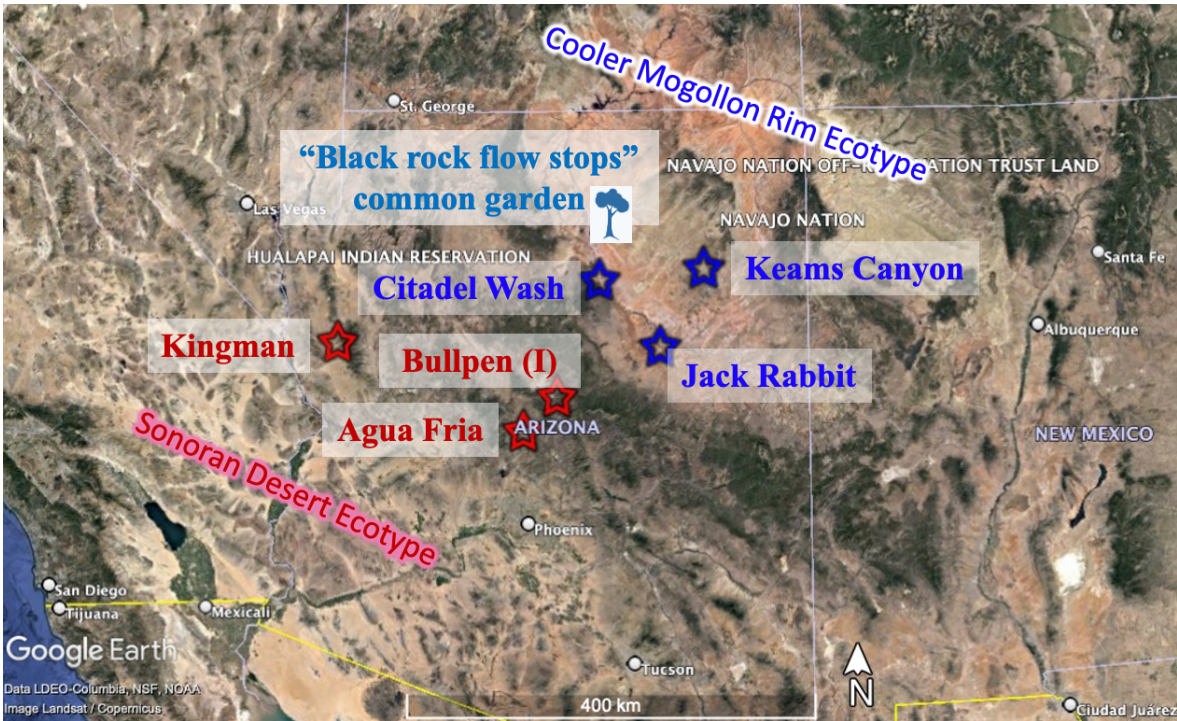 Cooler Mogollon Rim Ecotype
St. George
“Black rock flow stops”
common garden
NAVAJO NATION OFF-RE ATION TRUST LAND
Las Vegas
NAVAJO NATION
HUALAPAI INDIAN RESERVATION
Santa Fe
Citadel Wash
Keams Canyon
Albuquerque
Kingman
Bullpen (I)
Jack Rabbit
Agua Fria
ARIZONA
NEW MEXICO
Sonoran Desert Ecotype
Phoenix
San Diego
Tijuana
Mexicali
Google Earth
Tucson
N
Data LDEO-Columbia, NSF, NOAA
Image Landsat / Copernicus
400 km
Ciudad Juárez